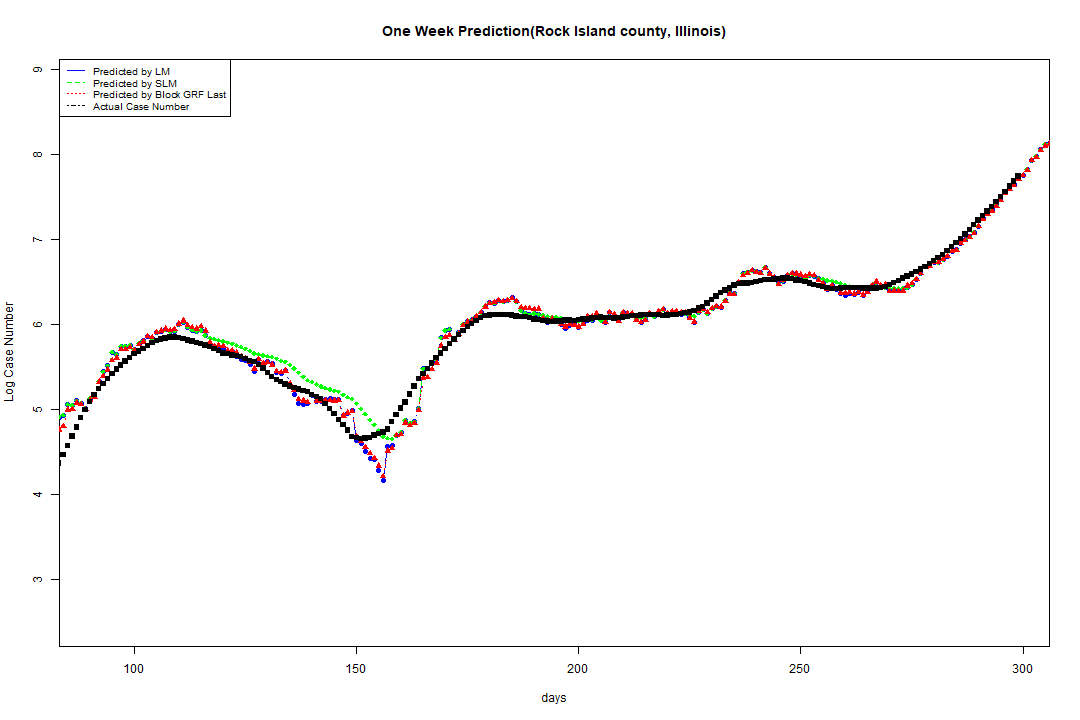 One Week Prediction(Rock Island county, Illinois)
Predicted by LM
Predicted by SLM
Predicted by Block GRF Last
Actual Case Number
9
8
7
6
5
4
3
Log Case Number
100 150 200 250 300
days